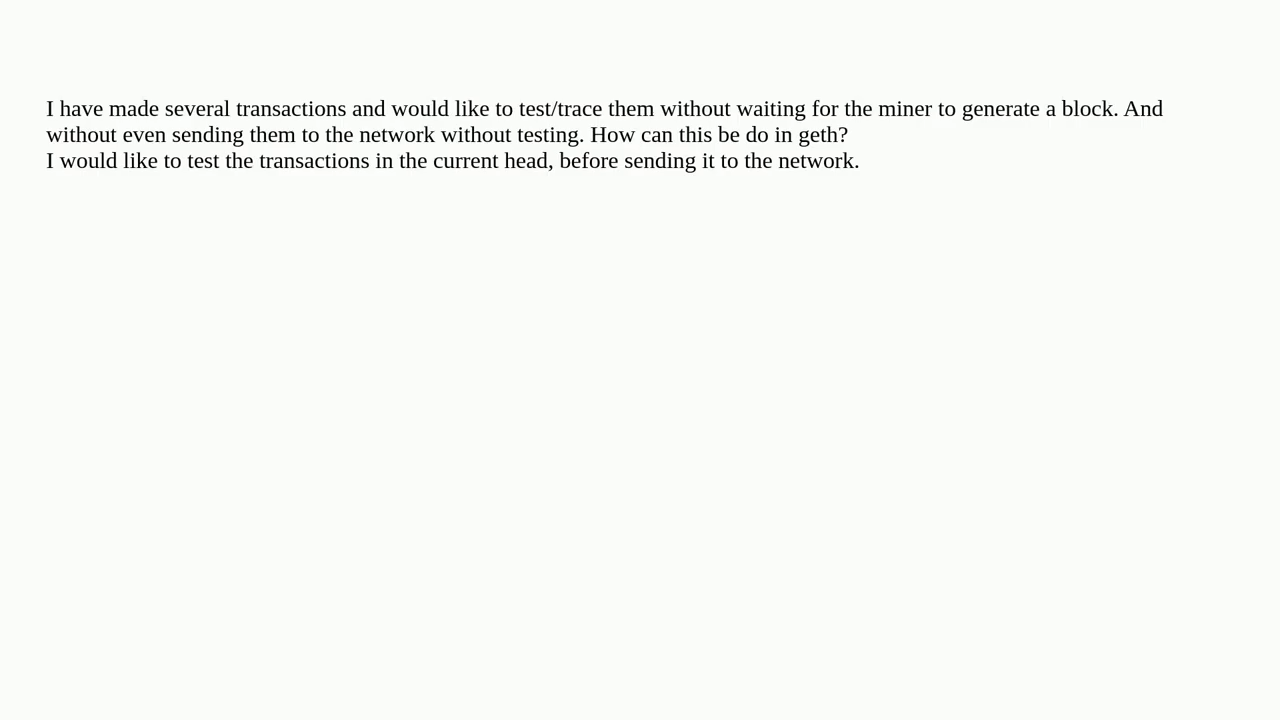 I have made several transactions and would like to test/trace them without waiting for the miner to generate a block. And
without even sending them to the network without testing. How can this be do in geth?
I would like to test the transactions in the current head, before sending it to the network.